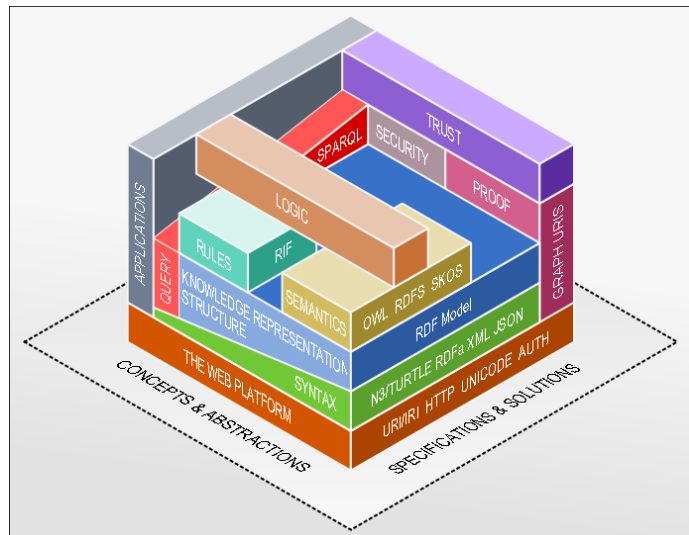 TRUST
SPARQL
SECURITY
PROOF
APPLICATIONS
LOGIC
RULES
RIF
GRAPH URIS
QUERY
KNOWLEDGE REPRESENTATION
STRUCTURE
SEMANTICS
OWL RDFS SKOS
RDF Model
SYNTAX
N3/TURTLE RDFa XML JSON
THE WEB PLATFORM
URI/IRI HTTP UNICODE AUTH
CONCEPTS & ABSTRACTIONS
SPECIFICATIONS & SOLUTIONS